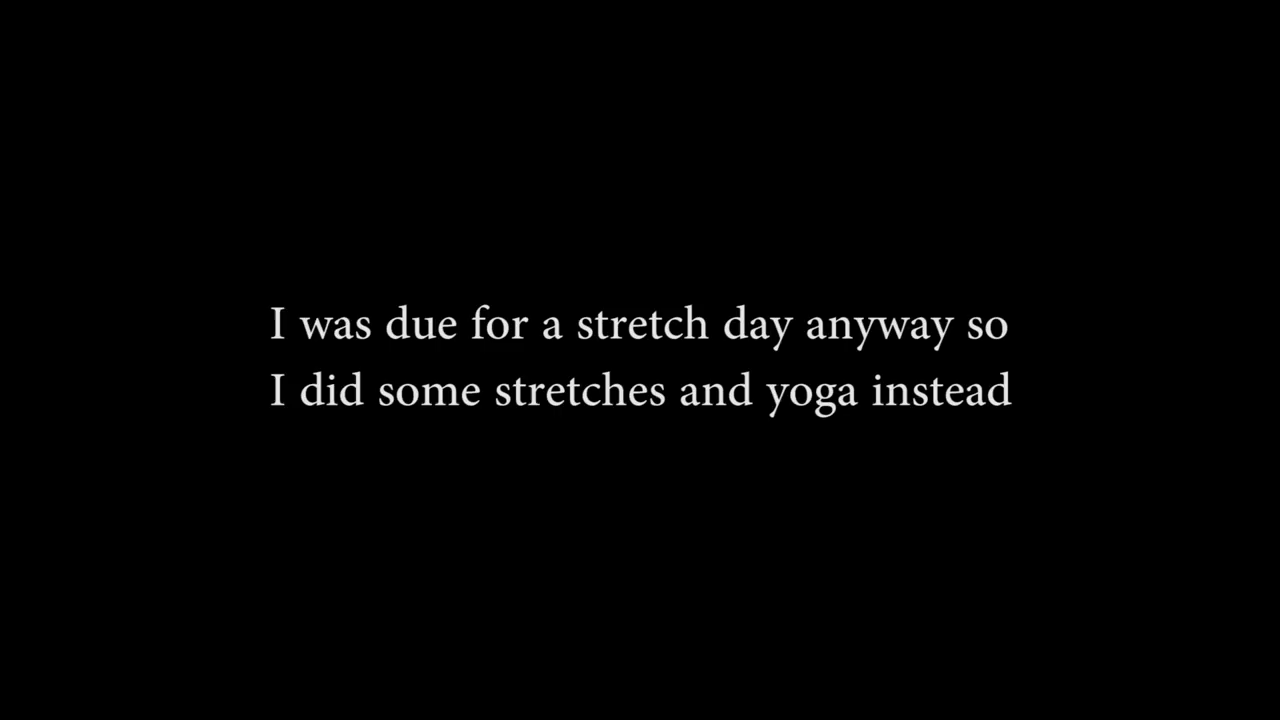 I was due for a stretch day anyway so
I did some stretches and yoga instead